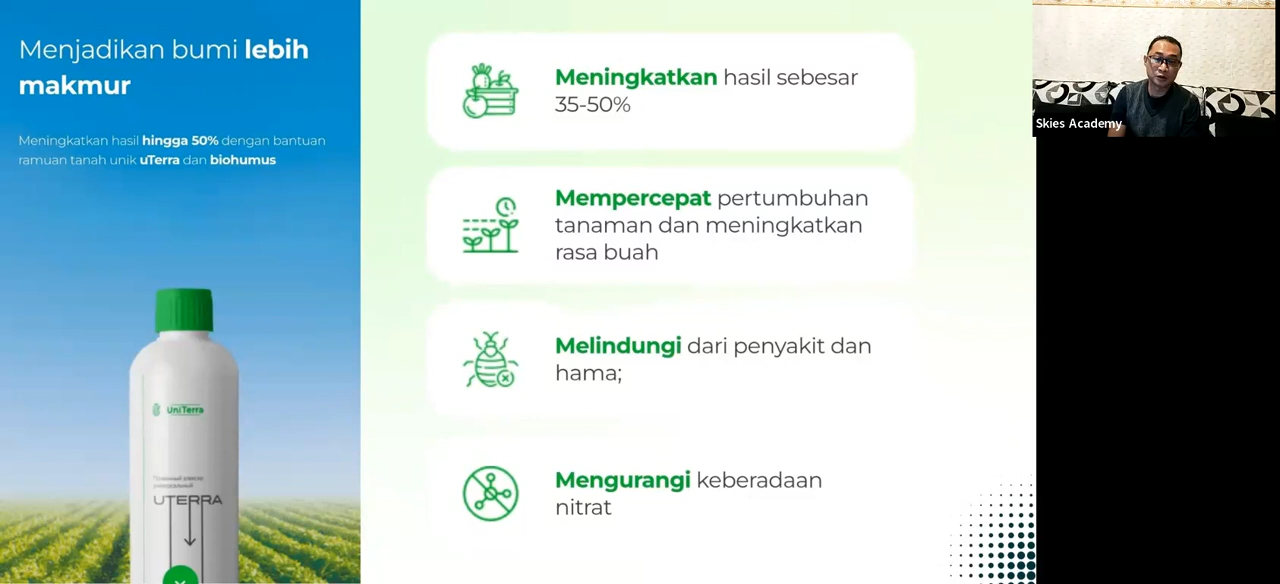 Menjadikan bumi lebih
makmur
Meningkatkan hasil hingga 50% dengan bantuan
ramuan tanah unik uTerra dan biohumus
UniTerra
UTERRA
Meningkatkan hasil sebesar
35-50%
Mempercepat pertumbuhan
tanaman dan meningkatkan
rasa buah
Melindungi dari penyakit dan
hama;
Mengurangi keberadaan
nitrat
Skies Academy